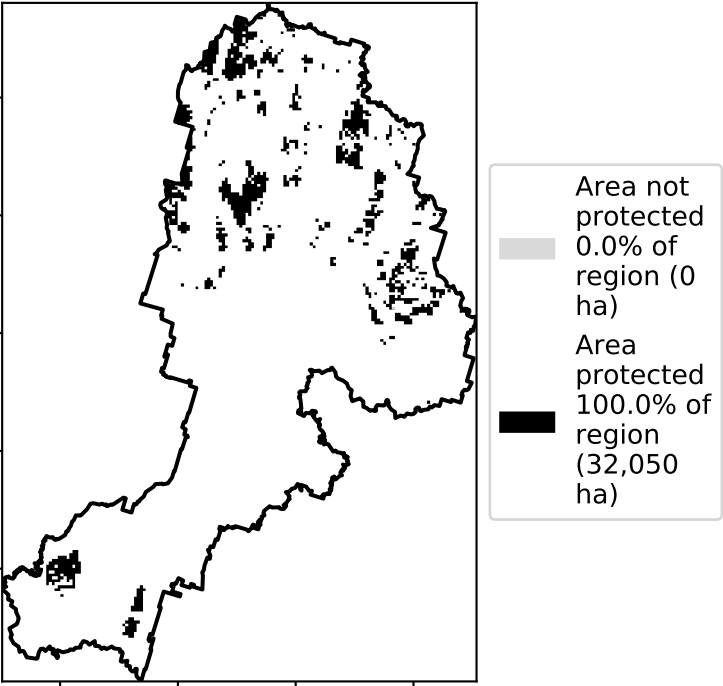 Area not
protected
0.0% of
region (0
ha)
Area
protected
100.0% of
region
(32,050
ha)